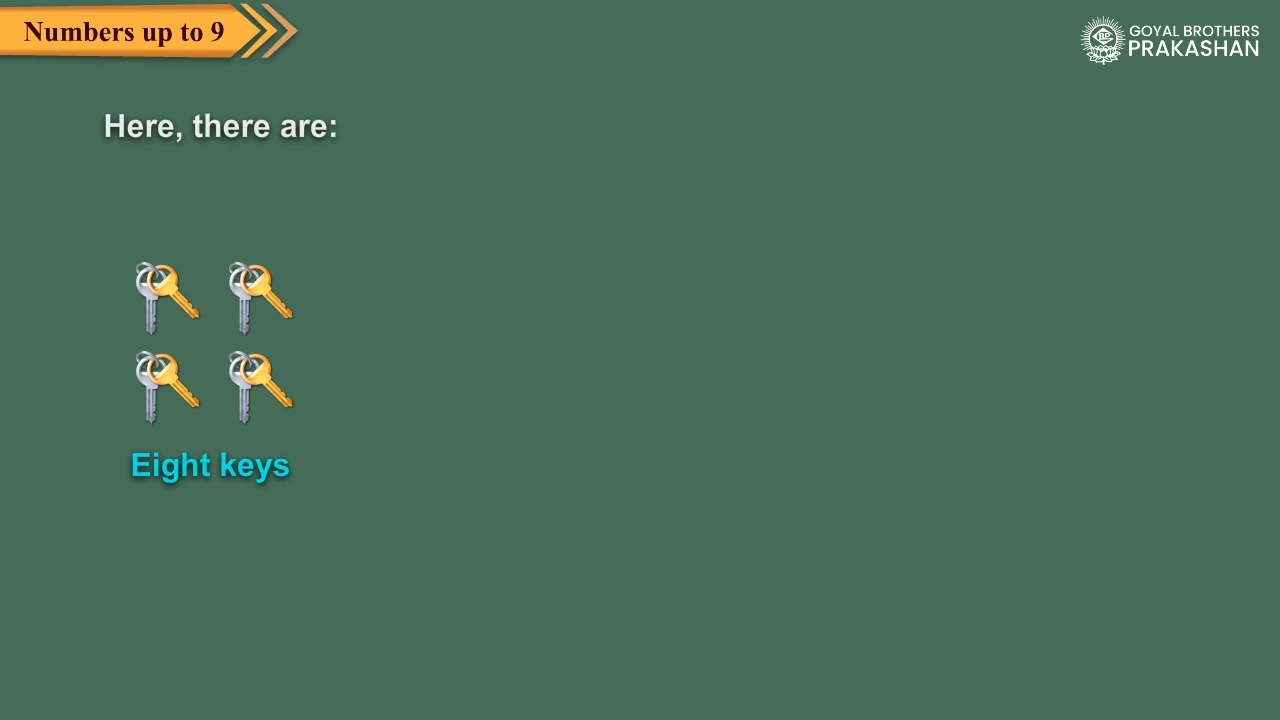 Numbers up to 9
GOYAL BROTHERS
PRAKASHAN
Here, there are:
Eight keys